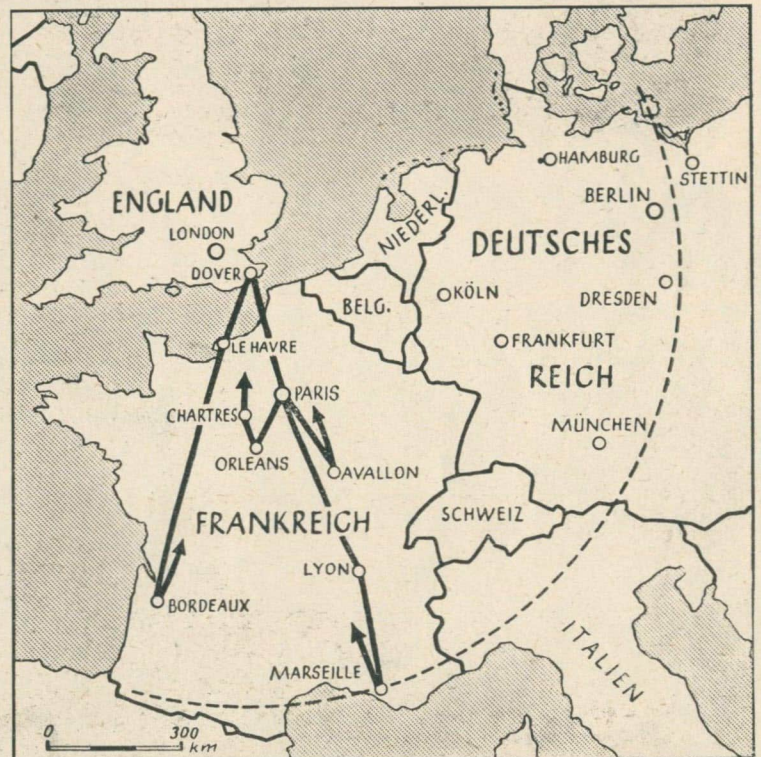 HAMBURG
STETTIN
BERLIN
ENGLAND
NIEDERL.
LONDON
DEUTSCHES
DOVER
BELG.
KÖLN
DRESDEN
LE HAVRE
FRANKFURT
REICH
PARIS
CHARTRES
MÜNCHEN
ORLEANS
AVALLON
FRANKREICH
SCHWEIZ
LYON
BORDEAUX
ITALIEN
MARSEILLE
0 300
km